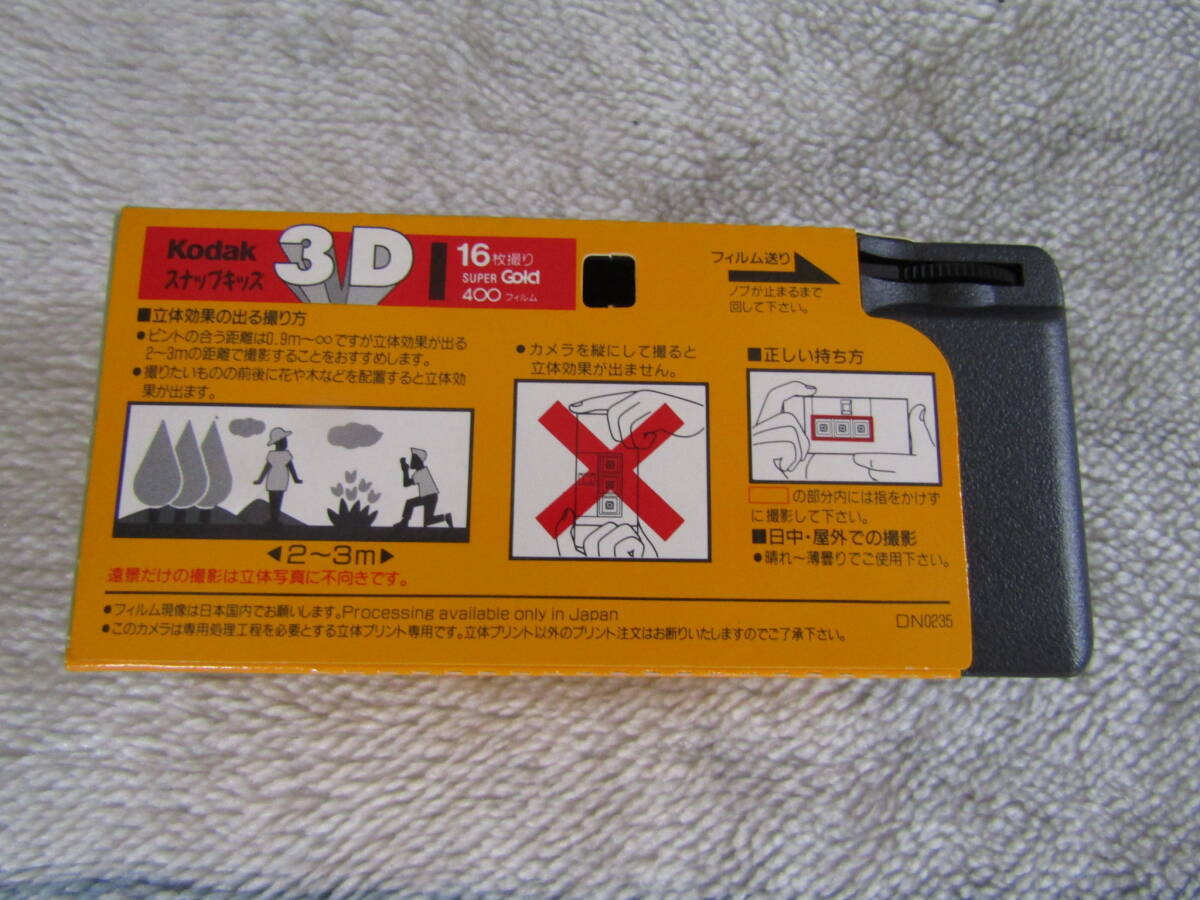 Kodak
スナップキッズ
3D
16枚撮り
SUPER Gold
400 フィルム
フィルム送り
ノブが止まるまで
回して下さい。
■立体効果の出る撮り方
●ピントの合う距離は0.9m〜∞ですが立体効果が出る
2〜3mの距離で撮影することをおすすめします。
●撮りたいものの前後に花や木などを配置すると立体効
果が出ます。
◀2〜3m▶
遠景だけの撮影は立体写真に不向きです。
●カメラを縦にして撮ると
立体効果が出ません。
■正しい持ち方
の部分内には指をかけず
に撮影して下さい。
■日中・屋外での撮影
●晴れ〜薄曇りでご使用下さい。
●フィルム現像は日本国内でお願いします。Processing available only in Japan
●このカメラは専用処理工程を必要とする立体プリント専用です。立体プリント以外のプリント注文はお断りいたしますのでご了承下さい。
DN0235